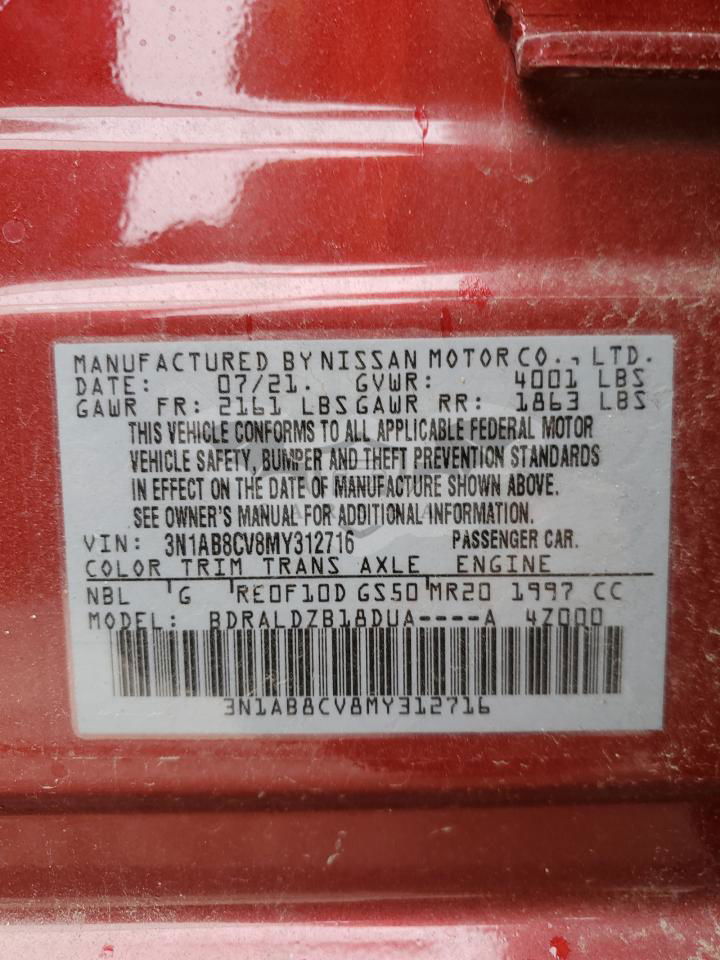 MANUFACTURED BY NISSAN MOTOR CO., LTD.
DATE: 07/21. GVWR: 4001 LBS
GAWR FR: 2161 LBS GAWR RR: 1863 LBS
THIS VEHICLE CONFORMS TO ALL APPLICABLE FEDERAL MOTOR
VEHICLE SAFETY, BUMPER AND THEFT PREVENTION STANDARDS
IN EFFECT ON THE DATE OF MANUFACTURE SHOWN ABOVE.
SEE OWNER'S MANUAL FOR ADDITIONAL INFORMATION.
VIN: 3N1AB8CV8MY312716 PASSENGER CAR.
COLOR TRIM TRANS AXLE ENGINE
NBL G RE0F10D GS50 MR20 1997 CC
MODEL: BDRALDZB18DUA----A 4Z000
3N1AB8CV8MY312716